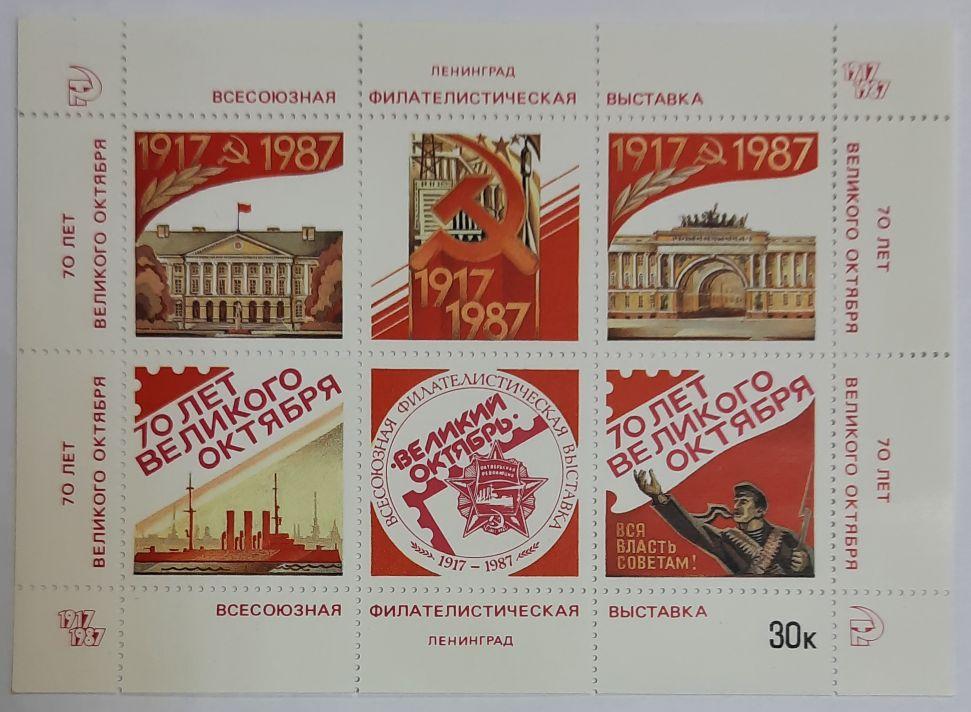 ЛЕНИНГРАД
ВСЕСОЮЗНАЯ ФИЛАТЕЛИСТИЧЕСКАЯ ВЫСТАВКА
1917
1987
70 ЛЕТ
ВЕЛИКОГО ОКТЯБРЯ
1917 1987
1917
1987
1917 1987
70 ЛЕТ
ВЕЛИКОГО ОКТЯБРЯ
70 ЛЕТ
ВЕЛИКОГО ОКТЯБРЯ
70 ЛЕТ
ВЕЛИКОГО
ОКТЯБРЯ
ВСЕСОЮЗНАЯ ФИЛАТЕЛИСТИЧЕСКАЯ ВЫСТАВКА
"ВЕЛИКИЙ
ОКТЯБРЬ"
ОКТЯБРЬСКАЯ
РЕВОЛЮЦИЯ
1917 - 1987
70 ЛЕТ
ВЕЛИКОГО
ОКТЯБРЯ
ВСЯ
ВЛАСТЬ
СОВЕТАМ!
70 ЛЕТ
ВЕЛИКОГО ОКТЯБРЯ
1917
1987
ВСЕСОЮЗНАЯ ФИЛАТЕЛИСТИЧЕСКАЯ ВЫСТАВКА
ЛЕНИНГРАД
30к